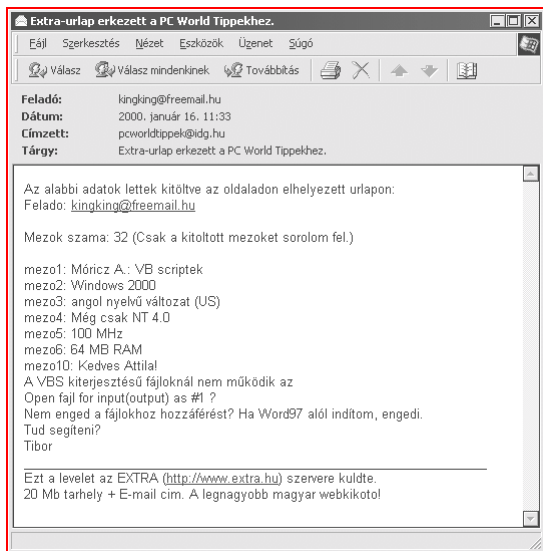 Extra-urlap erkezett a PC World Tippekhez.
Fájl Szerkesztés Nézet Eszközök Üzenet Súgó
Válasz Válasz mindenkinek Továbbítás
Feladó: kingking@freemail.hu
Dátum: 2000. január 16. 11:33
Címzett: pcworldtippek@idg.hu
Tárgy: Extra-urlap erkezett a PC World Tippekhez.
Az alabbi adatok lettek kitöltve az oldaladon elhelyezett urlapon:
Felado: kingking@freemail.hu
Mezok szama: 32 (Csak a kitoltott mezoket sorolom fel.)
mezo1: Móricz A.: VB scriptek
mezo2: Windows 2000
mezo3: angol nyelvű változat (US)
mezo4: Még csak NT 4.0
mezo5: 100 MHz
mezo6: 64 MB RAM
mezo10: Kedves Attila!
A VBS kiterjesztésű fájloknál nem működik az
Open fajl for input(output) as #1 ?
Nem enged a fájlokhoz hozzáférést? Ha Word97 alól indítom, engedi.
Tud segíteni?
Tibor
Ezt a levelet az EXTRA (http://www.extra.hu) szervere kuldte.
20 Mb tarhely + E-mail cim. A legnagyobb magyar webkikoto!